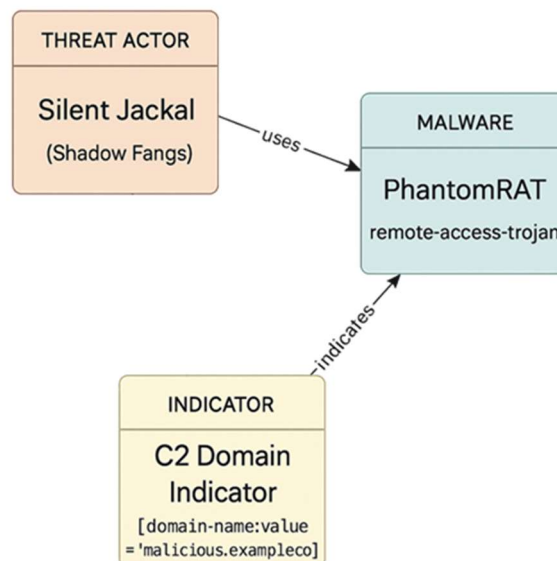 THREAT ACTOR
Silent Jackal
(Shadow Fangs)
uses
MALWARE
PhantomRAT
remote-access-trojan
indicates
INDICATOR
C2 Domain
Indicator
[domain-name:value
='malicious.exampleco]